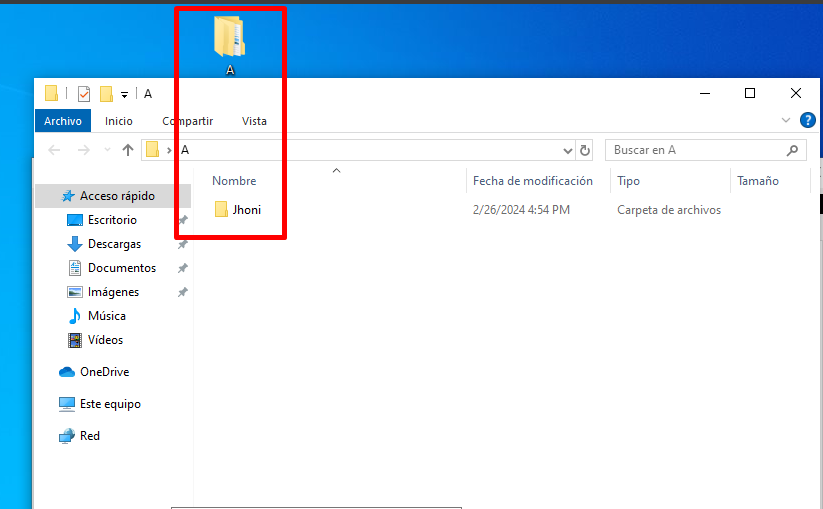 A
A
Archivo Inicio Compartir Vista
A Buscar en A
Nombre Fecha de modificación Tipo Tamaño
Acceso rápido
Jhoni 2/26/2024 4:54 PM Carpeta de archivos
Escritorio
Descargas
Documentos
Imágenes
Música
Vídeos
OneDrive
Este equipo
Red